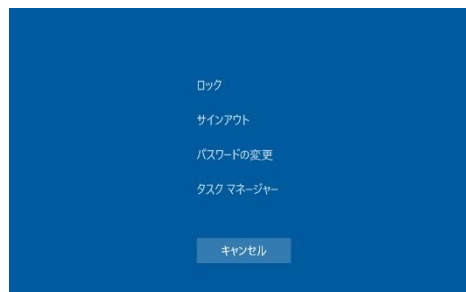 ロック
サインアウト
パスワードの変更
タスク マネージャー
キャンセル